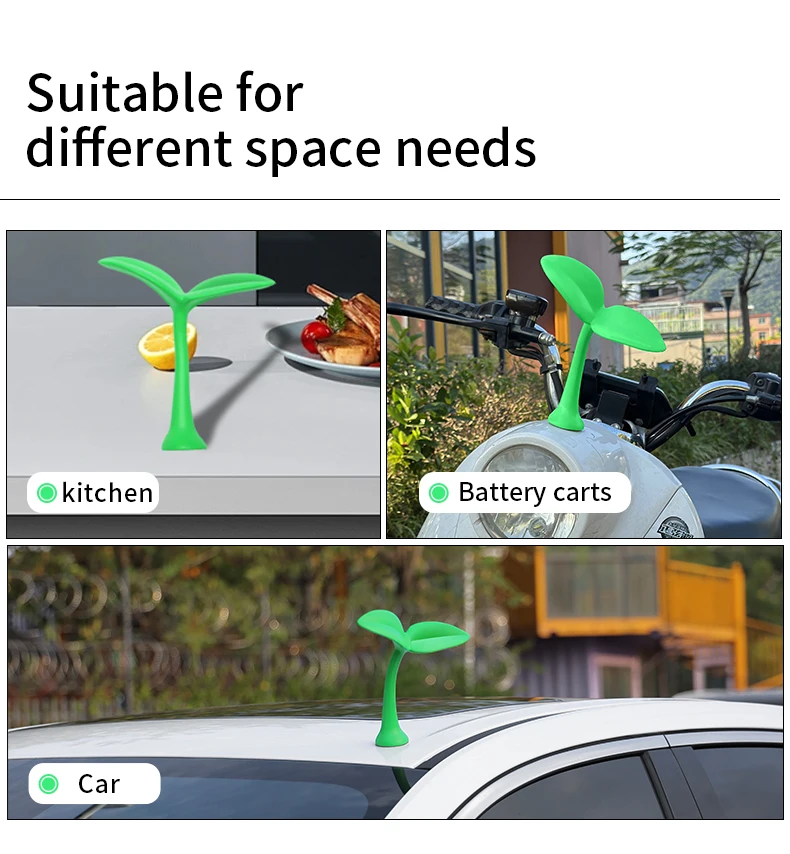 Suitable for
different space needs
kitchen
Battery carts
Car